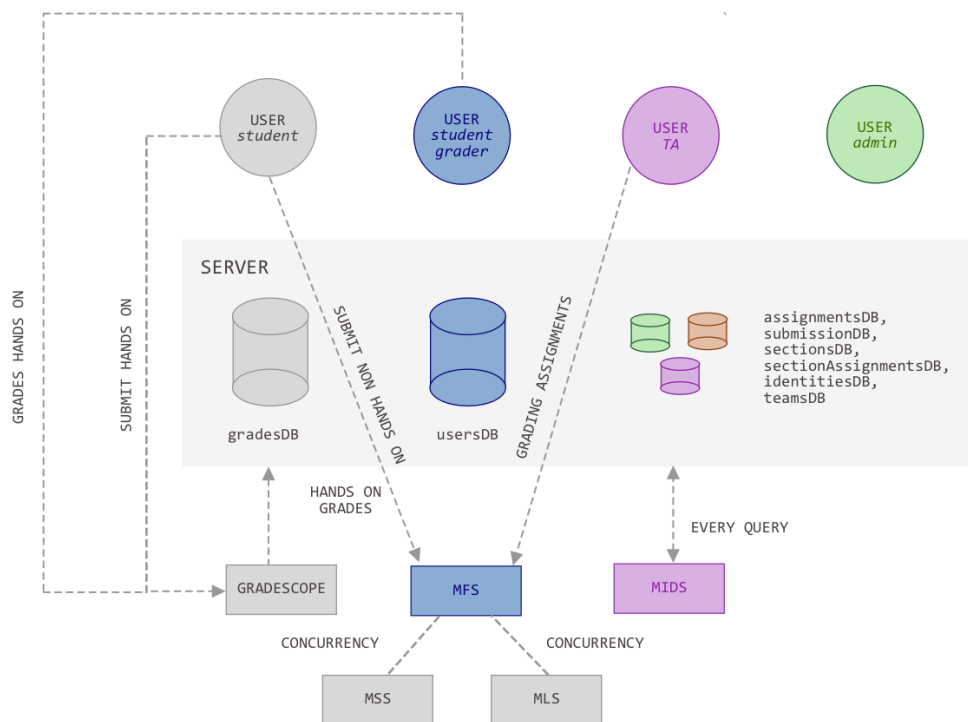 USER
student
USER
student
grader
USER
TA
USER
admin
GRADES HANDS ON
SUBMIT HANDS ON
SERVER
SUBMIT NON HANDS ON
GRADING ASSIGNMENTS
assignmentsDB,
submissionDB,
sectionsDB,
sectionAssignmentsDB,
identitiesDB,
teamsDB
gradesDB
usersDB
HANDS ON
GRADES
EVERY QUERY
GRADESCOPE
MFS
MIDS
CONCURRENCY
CONCURRENCY
MSS
MLS